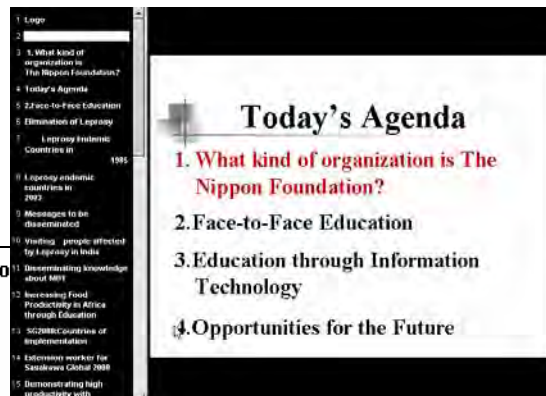 1 Logo
2
3 1. What kind of
organization is
The Nippon Foundation?
4 Today's Agenda
5 2.Face-to-Face Education
6 Elimination of Leprosy
7 Leprosy Endemic
Countries in
1985
8 Leprosy endemic
countries in
2003
9 Messages to be
disseminated
10 Visiting people affected
by Leprosy in India
11 Disseminating knowledge
about MDT
12 Increasing Food
Productivity in Africa
through Education
13 SG2000:Countries of
Implementation
14 Extension worker for
Sasakawa Global 2000
15 Demonstrating high
productivity with
Today's Agenda
1. What kind of organization is The
Nippon Foundation?
2.Face-to-Face Education
3.Education through Information
Technology
4.Opportunities for the Future